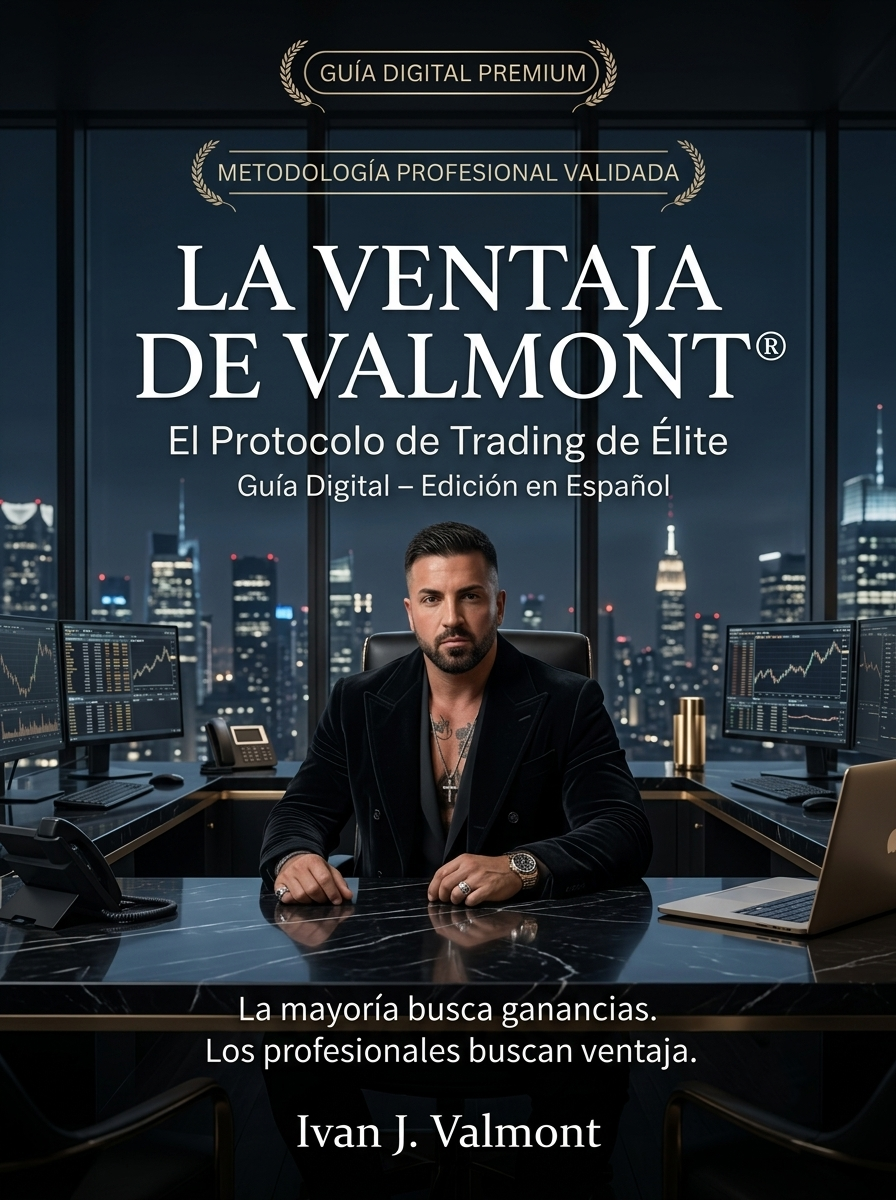 GUÍA DIGITAL PREMIUM
METODOLOGÍA PROFESIONAL VALIDADA
LA VENTAJA
DE VALMONT®
El Protocolo de Trading de Élite
Guía Digital – Edición en Español
La mayoría busca ganancias.
Los profesionales buscan ventaja.
Ivan J. Valmont